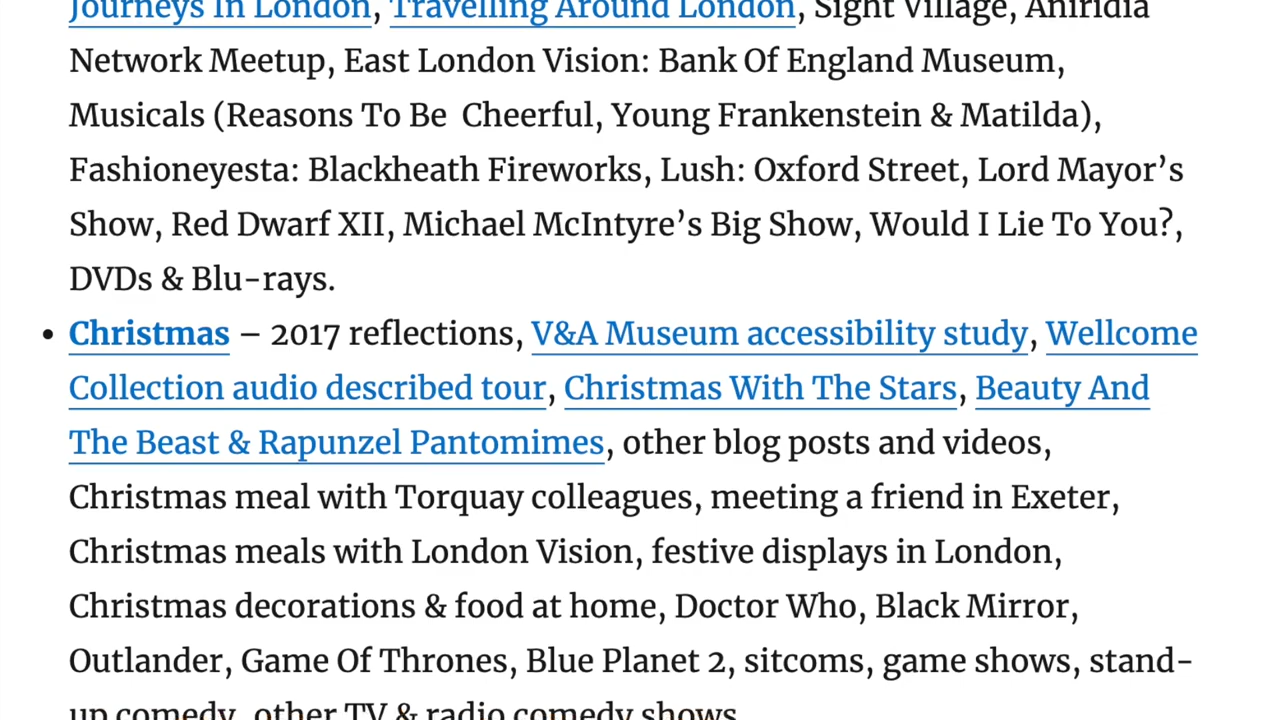 Journeys In London, Travelling Around London, Sight Village, Aniridia
Network Meetup, East London Vision: Bank Of England Museum,
Musicals (Reasons To Be  Cheerful, Young Frankenstein & Matilda),
Fashioneyesta: Blackheath Fireworks, Lush: Oxford Street, Lord Mayor’s
Show, Red Dwarf XII, Michael McIntyre’s Big Show, Would I Lie To You?,
DVDs & Blu-rays.
• Christmas – 2017 reflections, V&A Museum accessibility study, Wellcome
Collection audio described tour, Christmas With The Stars, Beauty And
The Beast & Rapunzel Pantomimes, other blog posts and videos,
Christmas meal with Torquay colleagues, meeting a friend in Exeter,
Christmas meals with London Vision, festive displays in London,
Christmas decorations & food at home, Doctor Who, Black Mirror,
Outlander, Game Of Thrones, Blue Planet 2, sitcoms, game shows, stand-
up comedy, other TV & radio comedy shows